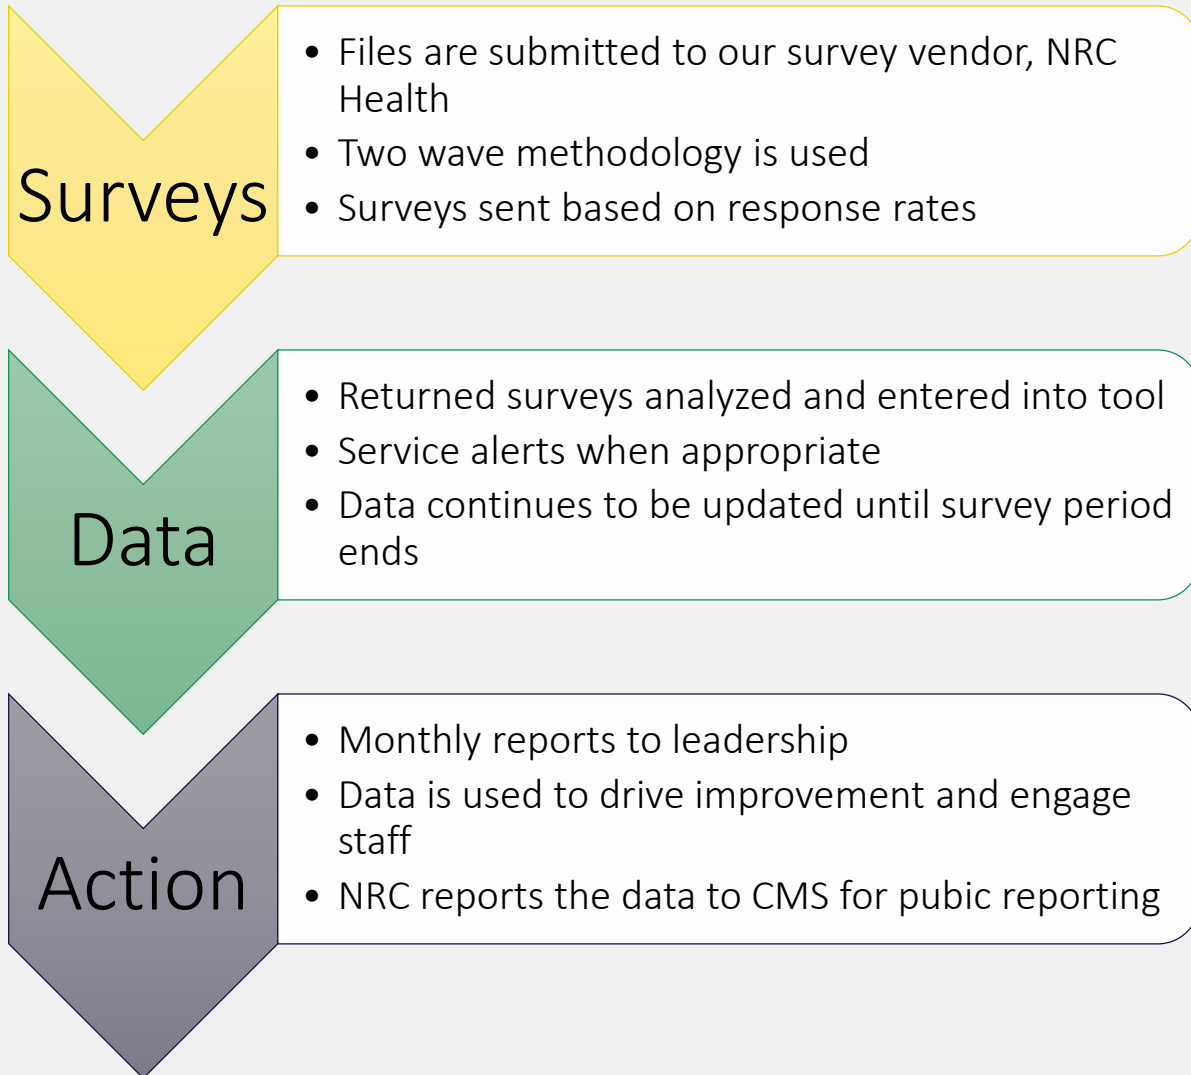 Surveys
• Files are submitted to our survey vendor, NRC
Health
• Two wave methodology is used
• Surveys sent based on response rates
Data
• Returned surveys analyzed and entered into tool
• Service alerts when appropriate
• Data continues to be updated until survey period
ends
Action
• Monthly reports to leadership
• Data is used to drive improvement and engage
staff
• NRC reports the data to CMS for pubic reporting